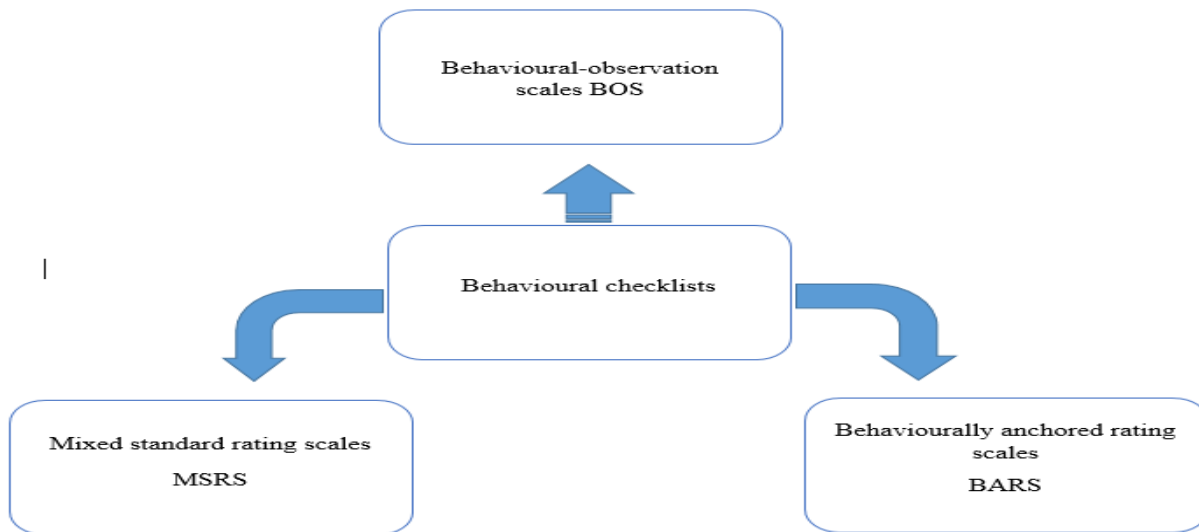 Behavioural-observation
scales BOS
Behavioural checklists
Mixed standard rating scales
MSRS
Behaviourally anchored rating
scales
BARS